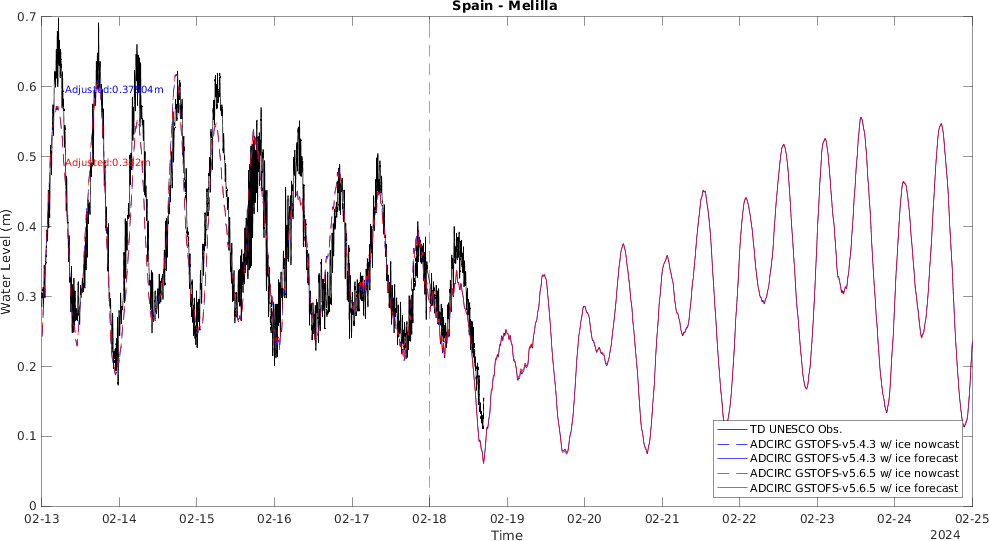 Spain - Melilla
Water Level (m)
0.7
0.6
0.5
0.4
0.3
0.2
0.1
0
02-13
02-14
02-15
02-16
02-17
02-18
02-19
02-20
02-21
02-22
02-23
02-24
02-25
2024
Time
TD UNESCO Obs.
ADCIRC GSTOFS-v5.4.3 w/ ice nowcast
ADCIRC GSTOFS-v5.4.3 w/ ice forecast
ADCIRC GSTOFS-v5.6.5 w/ ice nowcast
ADCIRC GSTOFS-v5.6.5 w/ ice forecast